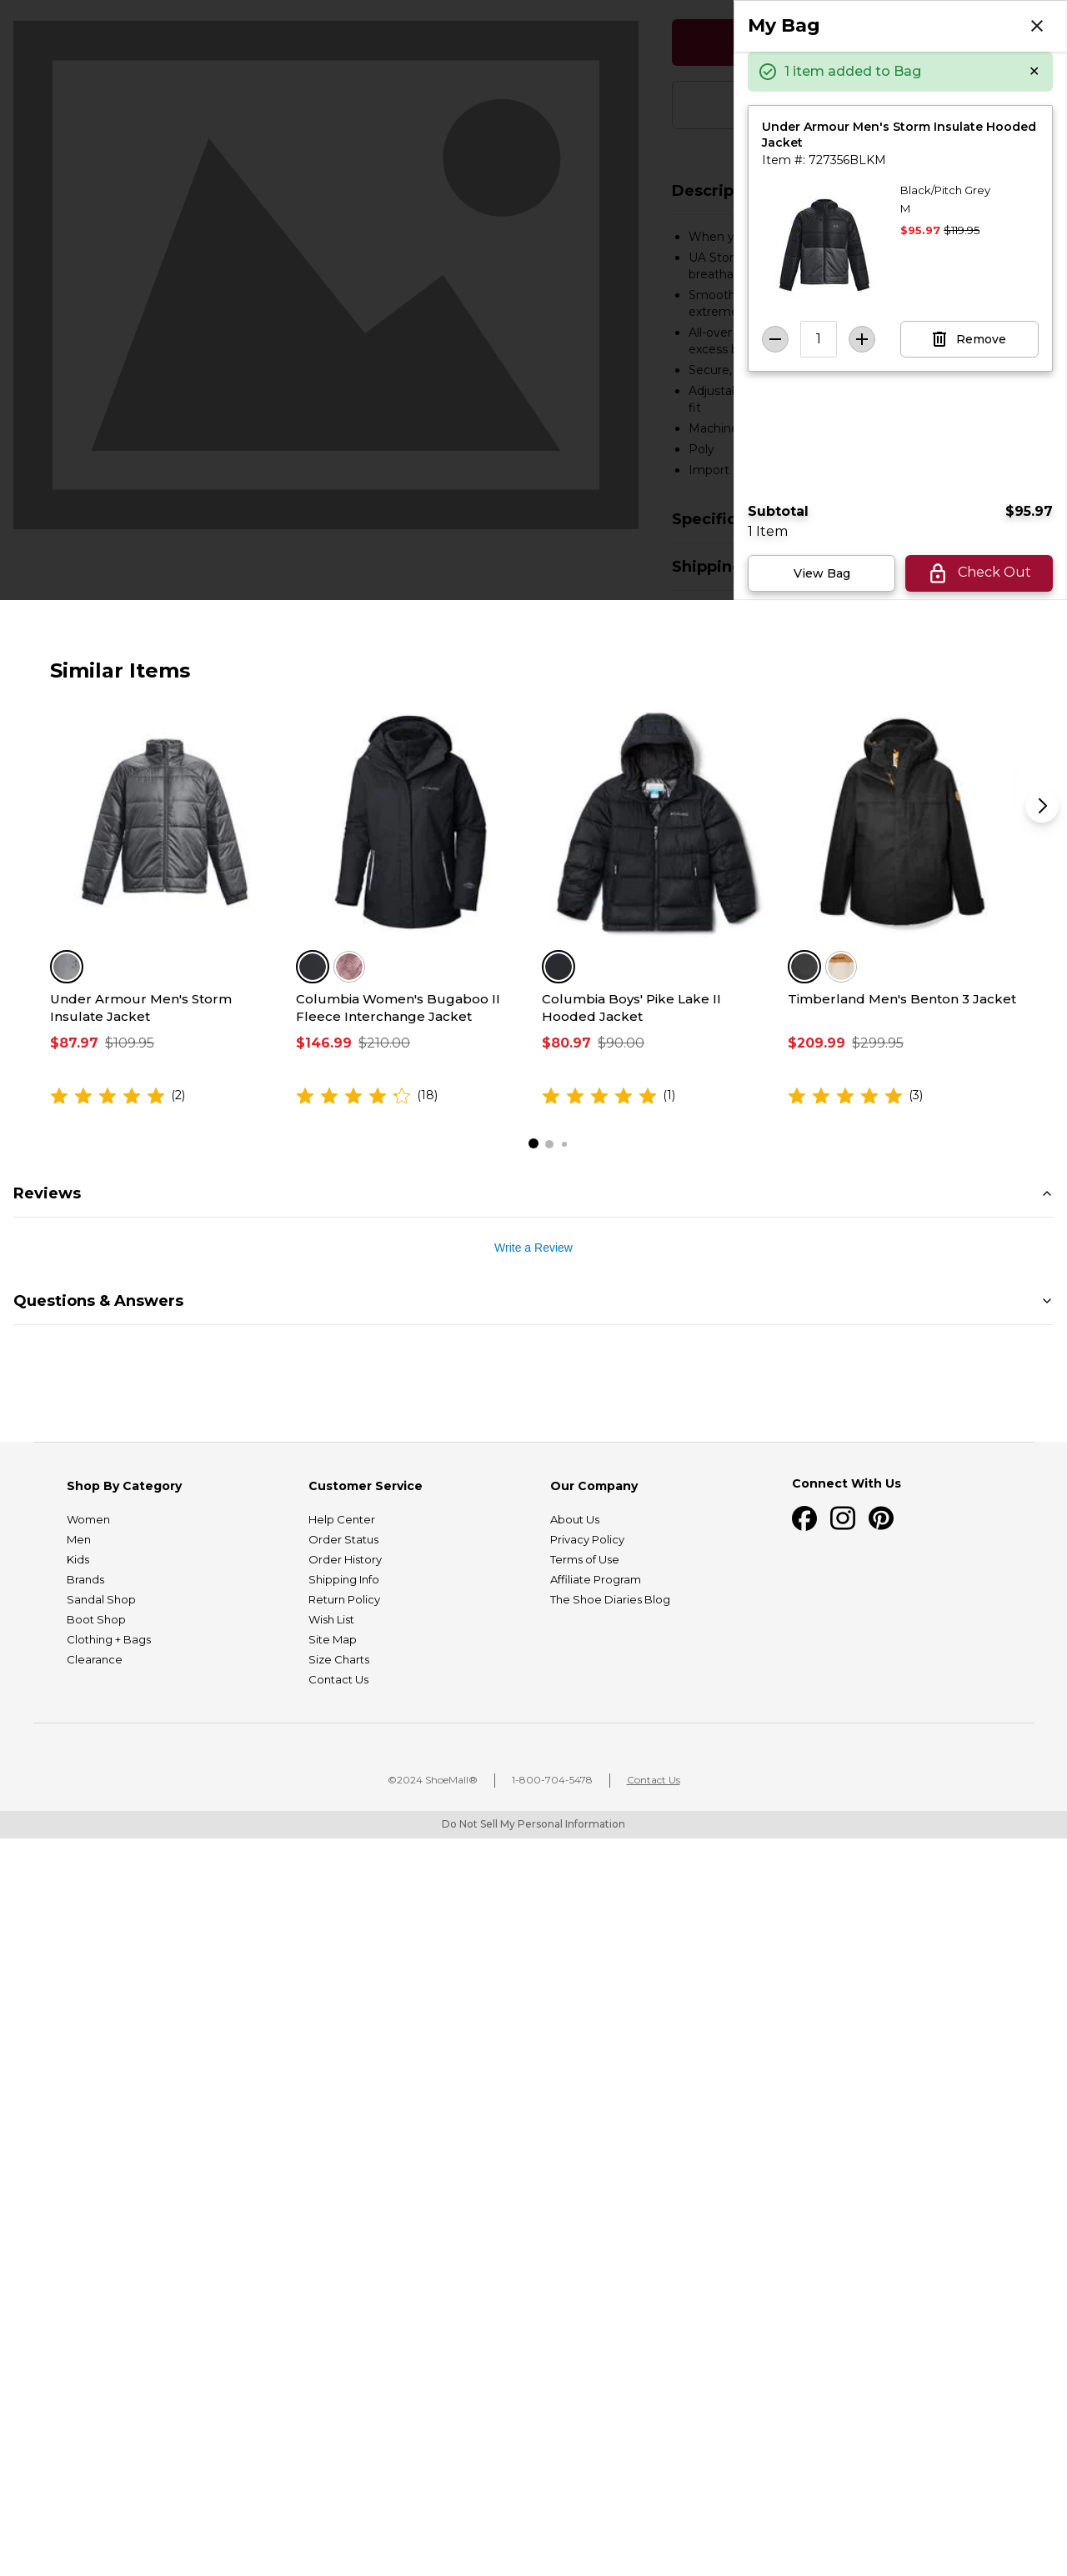 My Bag
1 item added to Bag
Under Armour Men's Storm Insulate Hooded
Jacket
Item #: 727356BLKM
Black/Pitch Grey
M
$95.97 $119.95
1
Remove
Subtotal $95.97
1 Item
View Bag
Check Out
When y
UA Stor
breatha
Smooth
extreme
All-over
excess
Secure,
fit
Machine
Poly
Import
Similar Items
Under Armour Men's Storm
Insulate Jacket
$87.97 $109.95
(2)
Columbia Women's Bugaboo II
Fleece Interchange Jacket
$146.99 $210.00
(18)
Columbia Boys' Pike Lake II
Hooded Jacket
$80.97 $90.00
(1)
Timberland Men's Benton 3 Jacket
$209.99 $299.95
(3)
Reviews
Write a Review
Questions & Answers
Shop By Category
Women
Men
Kids
Brands
Sandal Shop
Boot Shop
Clothing + Bags
Clearance
Customer Service
Help Center
Order Status
Order History
Shipping Info
Return Policy
Wish List
Site Map
Size Charts
Contact Us
Our Company
About Us
Privacy Policy
Terms of Use
Affiliate Program
The Shoe Diaries Blog
Connect With Us
©2024 ShoeMall®
1-800-704-5478
Contact Us
Do Not Sell My Personal Information